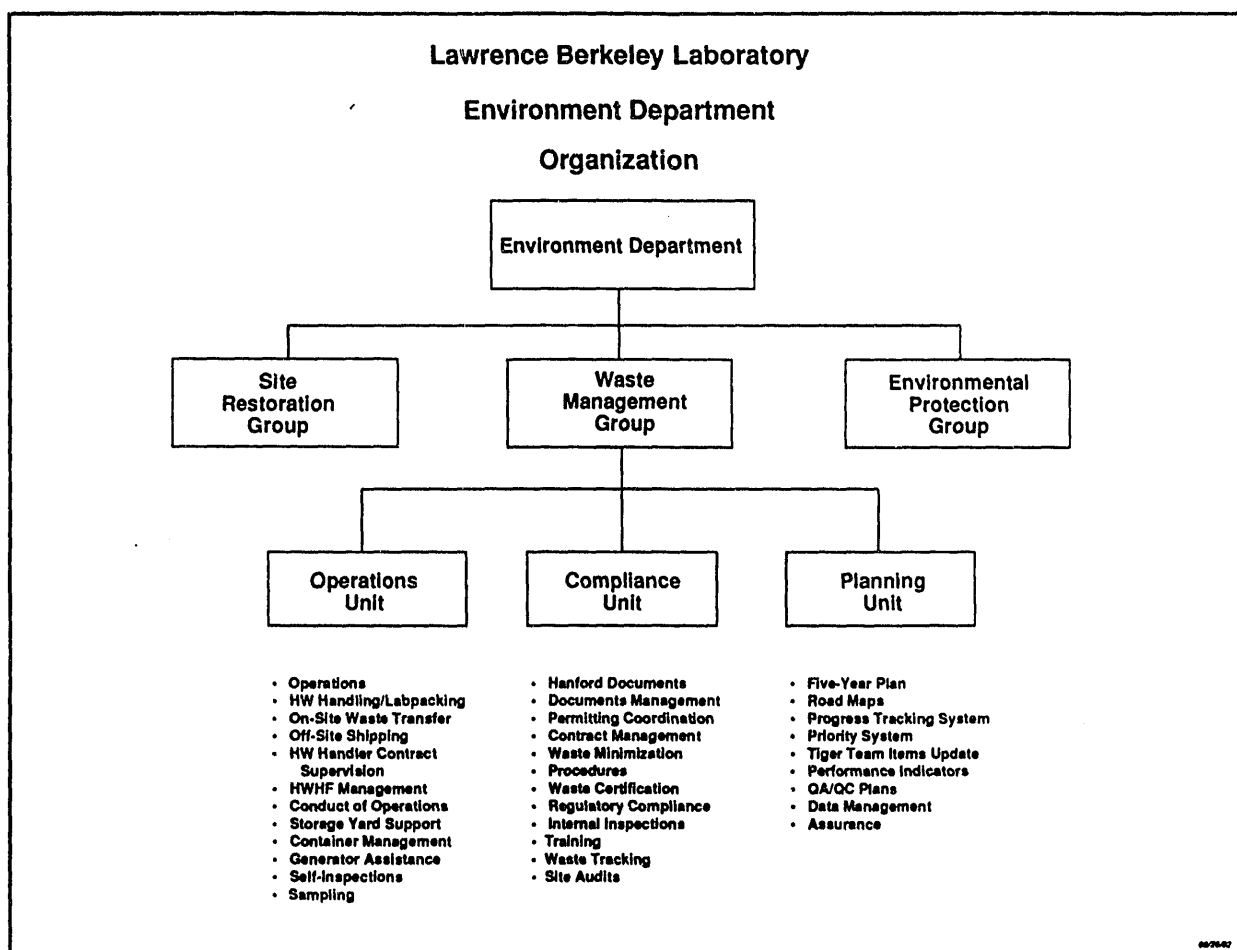 Lawrence Berkeley Laboratory
Environment Department
Organization
Environment Department
Site
Restoration
Group
Waste
Management
Group
Environmental
Protection
Group
Operations
Unit
Compliance
Unit
Planning
Unit
• Operations
• HW Handling/Labpacking
• On-Site Waste Transfer
• Off-Site Shipping
• HW Handler Contract
Supervision
• HWHF Management
• Conduct of Operations
• Storage Yard Support
• Container Management
• Generator Assistance
• Self-Inspections
• Sampling
• Hanford Documents
• Documents Management
• Permitting Coordination
• Contract Management
• Waste Minimization
• Procedures
• Waste Certification
• Regulatory Compliance
• Internal Inspections
• Training
• Waste Tracking
• Site Audits
• Five-Year Plan
• Road Maps
• Progress Tracking System
• Priority System
• Tiger Team Items Update
• Performance Indicators
• QA/QC Plans
• Data Management
• Assurance